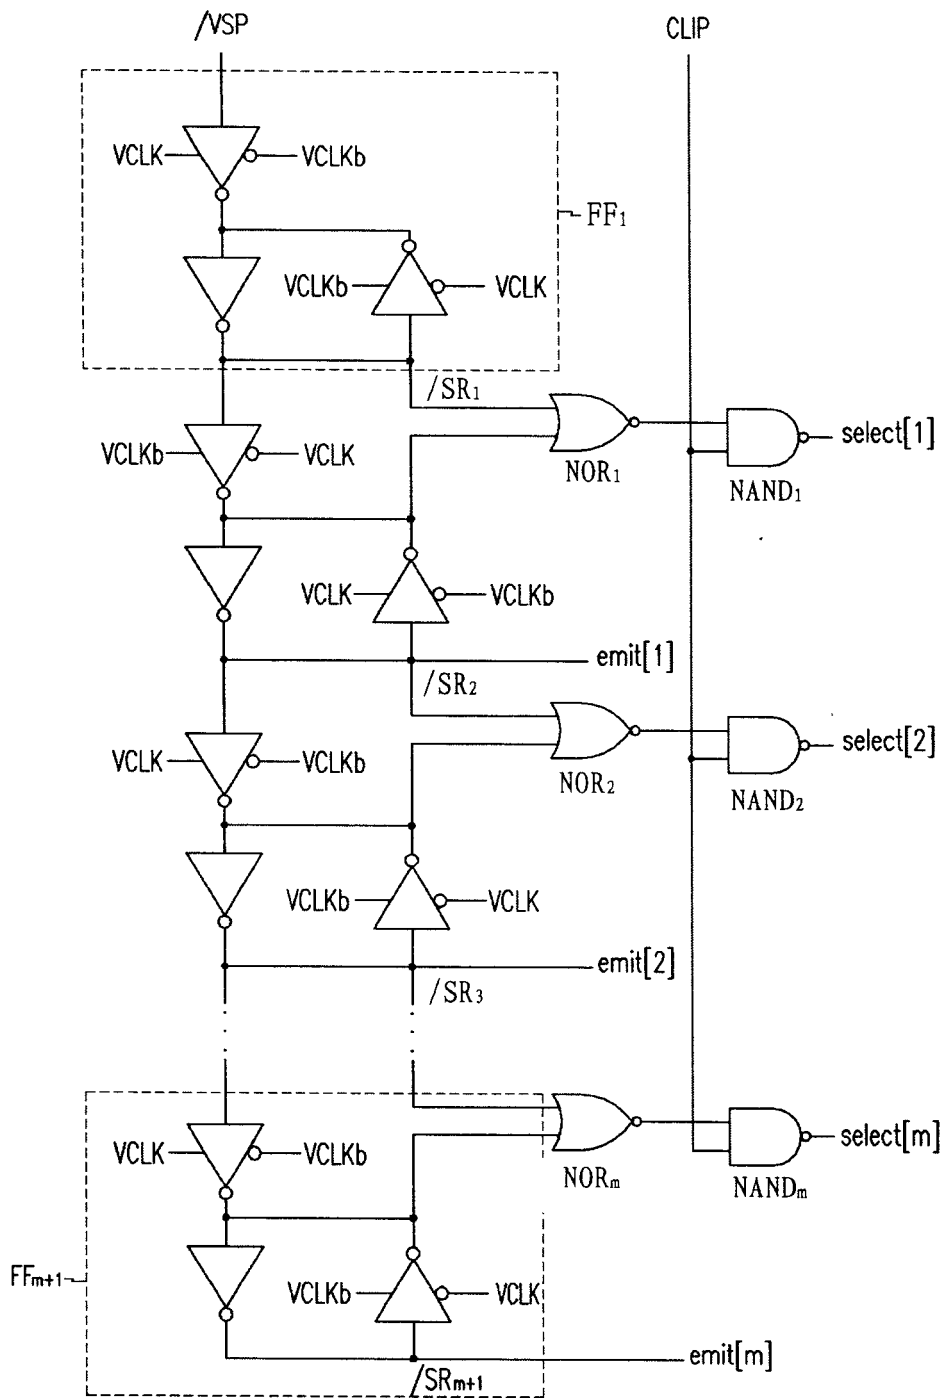 /VSP
CLIP
VCLK
VCLKb
FF1
VCLKb
VCLK
/SR1
VCLKb
VCLK
NOR1
select[1]
NAND1
VCLK
VCLKb
emit[1]
/SR2
VCLK
VCLKb
NOR2
select[2]
NAND2
VCLKb
VCLK
emit[2]
/SR3
VCLK
VCLKb
NORm
select[m]
NANDm
FFm+1
VCLKb
VCLK
emit[m]
/SRm+1